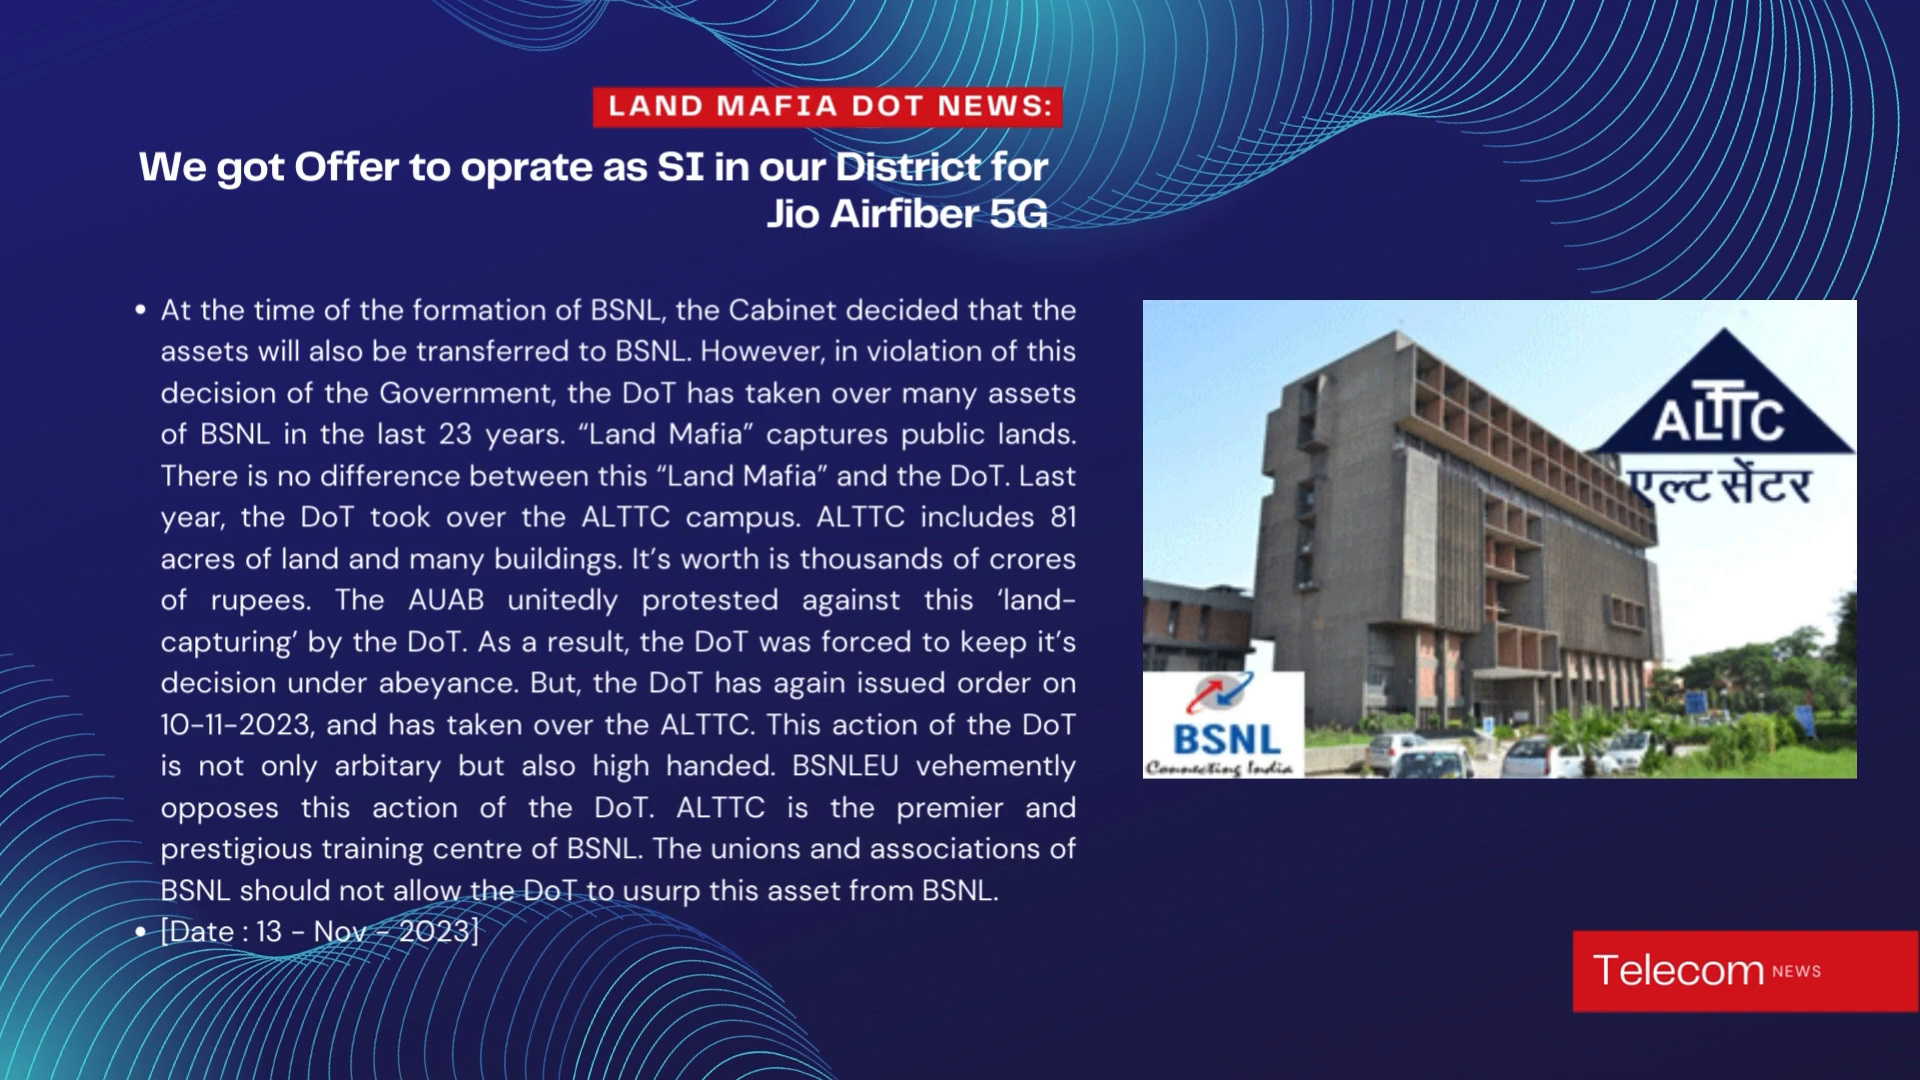 LAND MAFIA DOT NEWS:
We got Offer to oprate as SI in our District for
Jio Airfiber 5G
• At the time of the formation of BSNL, the Cabinet decided that the
assets will also be transferred to BSNL. However, in violation of this
decision of the Government, the DoT has taken over many assets
of BSNL in the last 23 years. “Land Mafia” captures public lands.
There is no difference between this “Land Mafia” and the DoT. Last
year, the DoT took over the ALTTC campus. ALTTC includes 81
acres of land and many buildings. It’s worth is thousands of crores
of rupees. The AUAB unitedly protested against this ‘land-
capturing’ by the DoT. As a result, the DoT was forced to keep it’s
decision under abeyance. But, the DoT has again issued order on
10-11-2023, and has taken over the ALTTC. This action of the DoT
is not only arbitary but also high handed. BSNLEU vehemently
opposes this action of the DoT. ALTTC is the premier and
prestigious training centre of BSNL. The unions and associations of
BSNL should not allow the DoT to usurp this asset from BSNL.
• [Date : 13 - Nov - 2023]
ALTTC
एल्ट सेंटर
BSNL
Connecting India
Telecom NEWS